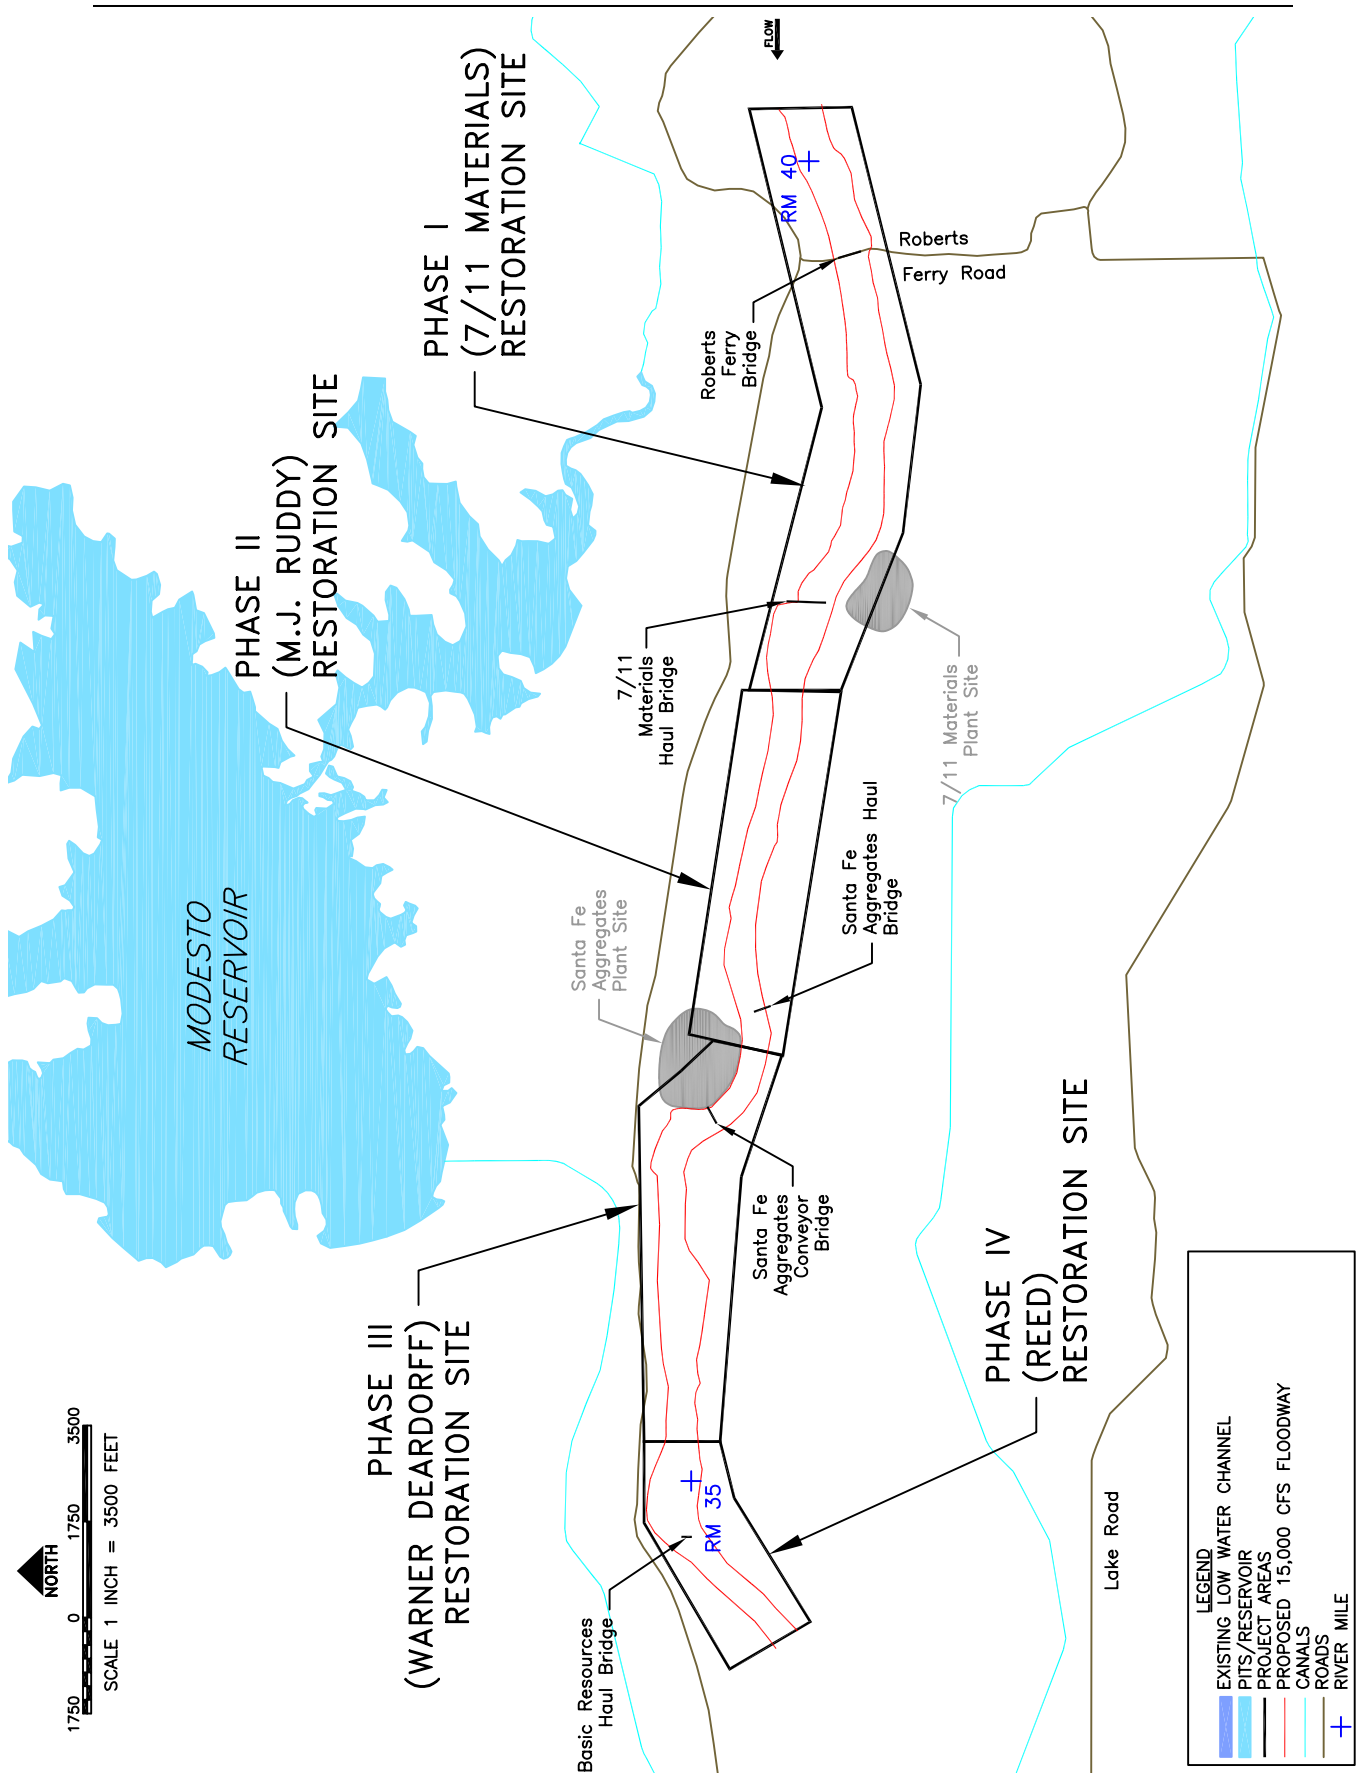 FLOW
PHASE I
(7/11 MATERIALS)
RESTORATION SITE
PHASE II
(M.J. RUDDY)
RESTORATION SITE
PHASE III
(WARNER DEARDORFF)
RESTORATION SITE
PHASE IV
(REED)
RESTORATION SITE
MODESTO
RESERVOIR
RM 40
Roberts
Ferry Road
Roberts
Ferry
Bridge
7/11
Materials
Haul Bridge
7/11 Materials
Plant Site
Santa Fe
Aggregates Haul
Bridge
Santa Fe
Aggregates
Plant Site
Santa Fe
Aggregates
Conveyor
Bridge
RM 35
Basic Resources
Haul Bridge
Lake Road
NORTH
1750 0 1750 3500
SCALE 1 INCH = 3500 FEET
LEGEND
EXISTING LOW WATER CHANNEL
PITS/RESERVOIR
PROJECT AREAS
PROPOSED 15,000 CFS FLOODWAY
CANALS
ROADS
RIVER MILE